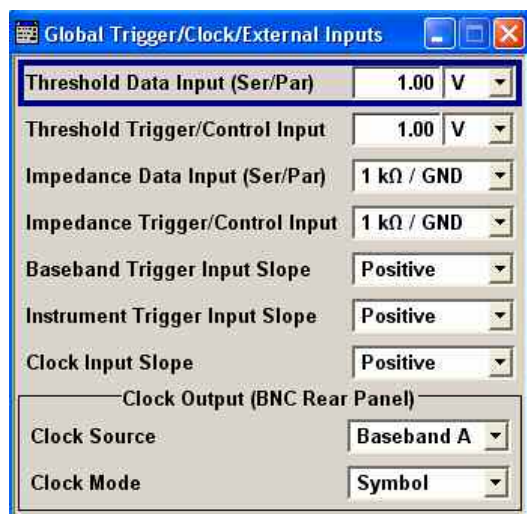 Global Trigger/Clock/External Inputs
Threshold Data Input (Ser/Par) 1.00 V
Threshold Trigger/Control Input 1.00 V
Impedance Data Input (Ser/Par) 1 kΩ / GND
Impedance Trigger/Control Input 1 kΩ / GND
Baseband Trigger Input Slope Positive
Instrument Trigger Input Slope Positive
Clock Input Slope Positive
Clock Output (BNC Rear Panel)
Clock Source Baseband A
Clock Mode Symbol